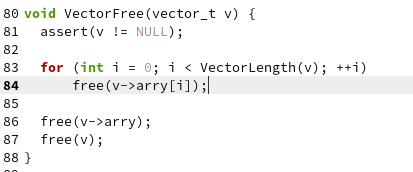 80 void VectorFree(vector_t v) {
81   assert(v != NULL);
82
83   for (int i = 0; i < VectorLength(v); ++i)
84       free(v->arry[i]);
85
86   free(v->arry);
87   free(v);
88 }